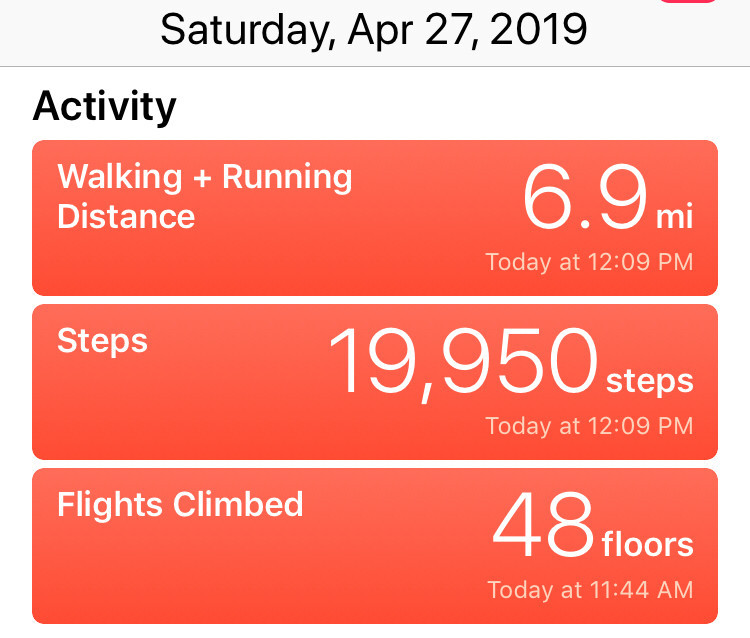 Saturday, Apr 27, 2019
Activity
Walking + Running
Distance
6.9 mi
Today at 12:09 PM
Steps
19,950 steps
Today at 12:09 PM
Flights Climbed
48 floors
Today at 11:44 AM